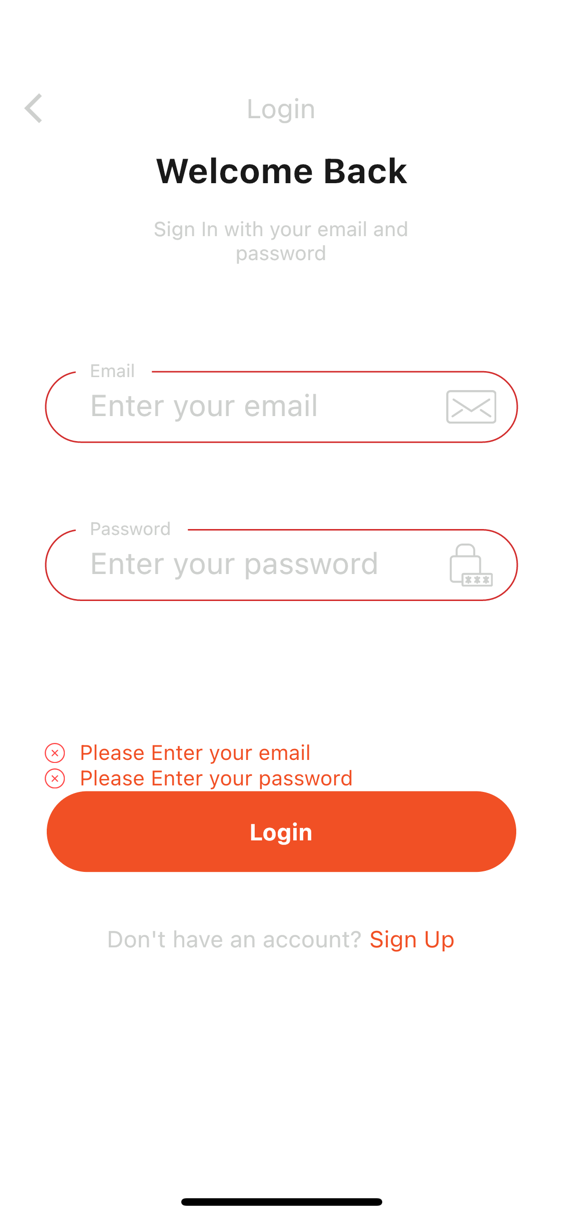 Login
Welcome Back
Sign In with your email and
password
Email
Enter your email
Password
Enter your password
***
Please Enter your email
Please Enter your password
Login
Don't have an account? Sign Up